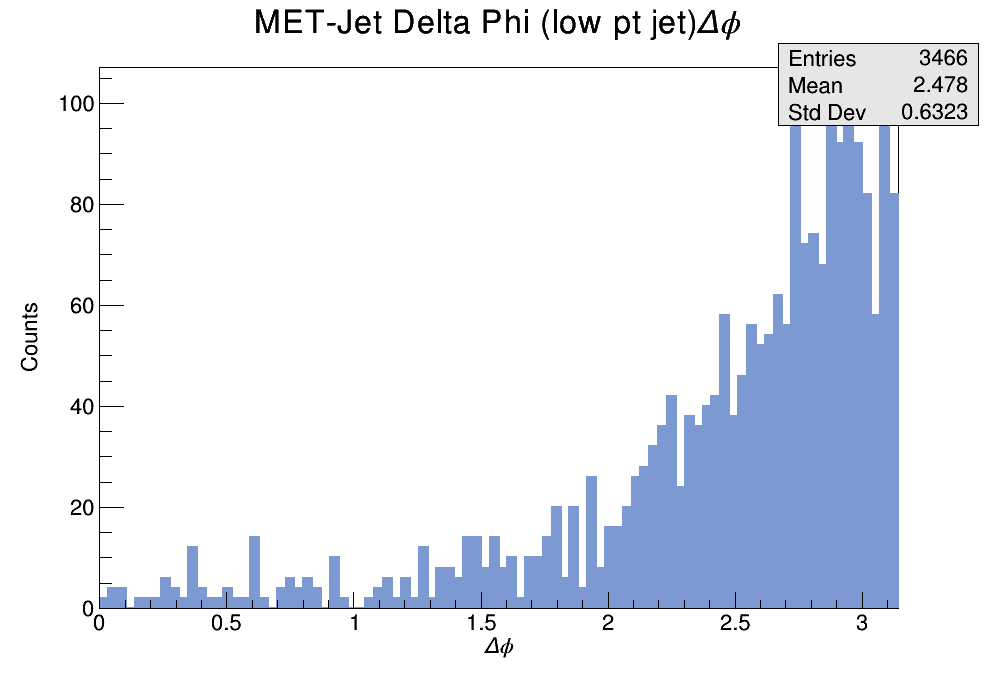 MET-Jet Delta Phi (low pt jet)Δϕ
Entries 3466
Mean 2.478
Std Dev 0.6323
100
80
60
40
20
0
Counts
0 0.5 1 1.5 2 2.5 3
Δϕ